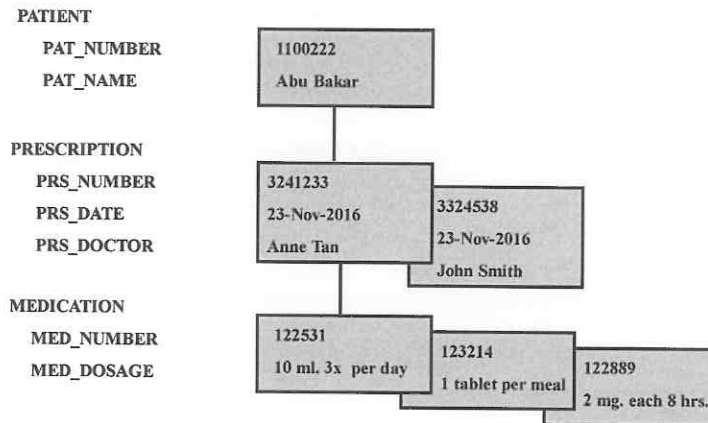 PATIENT
PAT_NUMBER
PAT_NAME
1100222
Abu Bakar
PRESCRIPTION
PRS_NUMBER
PRS_DATE
PRS_DOCTOR
3241233
23-Nov-2016
Anne Tan
3324538
23-Nov-2016
John Smith
MEDICATION
MED_NUMBER
MED_DOSAGE
122531
10 ml. 3x per day
123214
1 tablet per meal
122889
2 mg. each 8 hrs.